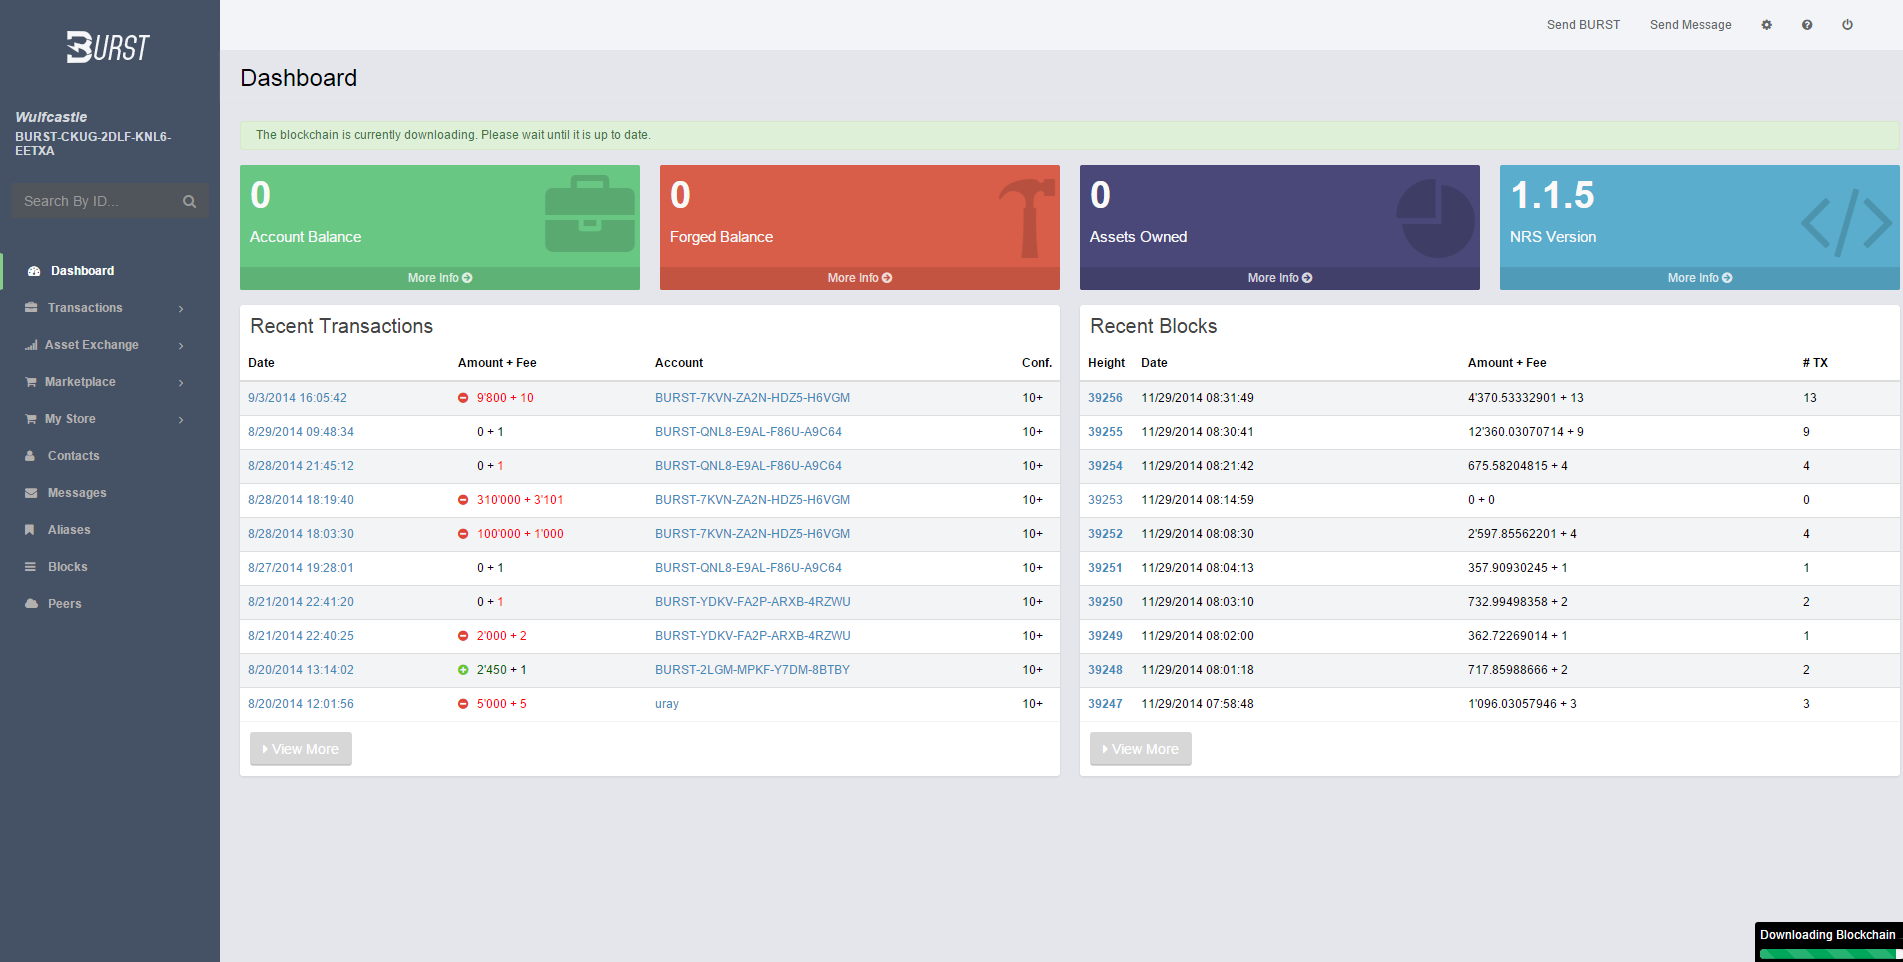 BURST
Send BURST Send Message
Wulfcastle
BURST-CKUG-2DLF-KNL6-
EETXA
Search By ID...
Dashboard
Transactions
Asset Exchange
Marketplace
My Store
Contacts
Messages
Aliases
Blocks
Peers
Dashboard
The blockchain is currently downloading. Please wait until it is up to date.
0
Account Balance
More Info
0
Forged Balance
More Info
0
Assets Owned
More Info
1.1.5
NRS Version
More Info
Recent Transactions
Date Amount + Fee Account Conf.
9/3/2014 16:05:42 9'800 + 10 BURST-7KVN-ZA2N-HDZ5-H6VGM 10+
8/29/2014 09:48:34 0 + 1 BURST-QNL8-E9AL-F86U-A9C64 10+
8/28/2014 21:45:12 0 + 1 BURST-QNL8-E9AL-F86U-A9C64 10+
8/28/2014 18:19:40 310'000 + 3'101 BURST-7KVN-ZA2N-HDZ5-H6VGM 10+
8/28/2014 18:03:30 100'000 + 1'000 BURST-7KVN-ZA2N-HDZ5-H6VGM 10+
8/27/2014 19:28:01 0 + 1 BURST-QNL8-E9AL-F86U-A9C64 10+
8/21/2014 22:41:20 0 + 1 BURST-YDKV-FA2P-ARXB-4RZWU 10+
8/21/2014 22:40:25 2'000 + 2 BURST-YDKV-FA2P-ARXB-4RZWU 10+
8/20/2014 13:14:02 2'450 + 1 BURST-2LGM-MPKF-Y7DM-8BTBY 10+
8/20/2014 12:01:56 5'000 + 5 uray 10+
View More
Recent Blocks
Height Date Amount + Fee # TX
39256 11/29/2014 08:31:49 4'370.53332901 + 13 13
39255 11/29/2014 08:30:41 12'360.03070714 + 9 9
39254 11/29/2014 08:21:42 675.58204815 + 4 4
39253 11/29/2014 08:14:59 0 + 0 0
39252 11/29/2014 08:08:30 2'597.85562201 + 4 4
39251 11/29/2014 08:04:13 357.90930245 + 1 1
39250 11/29/2014 08:03:10 732.99498358 + 2 2
39249 11/29/2014 08:02:00 362.72269014 + 1 1
39248 11/29/2014 08:01:18 717.85988666 + 2 2
39247 11/29/2014 07:58:48 1'096.03057946 + 3 3
View More
Downloading Blockchain